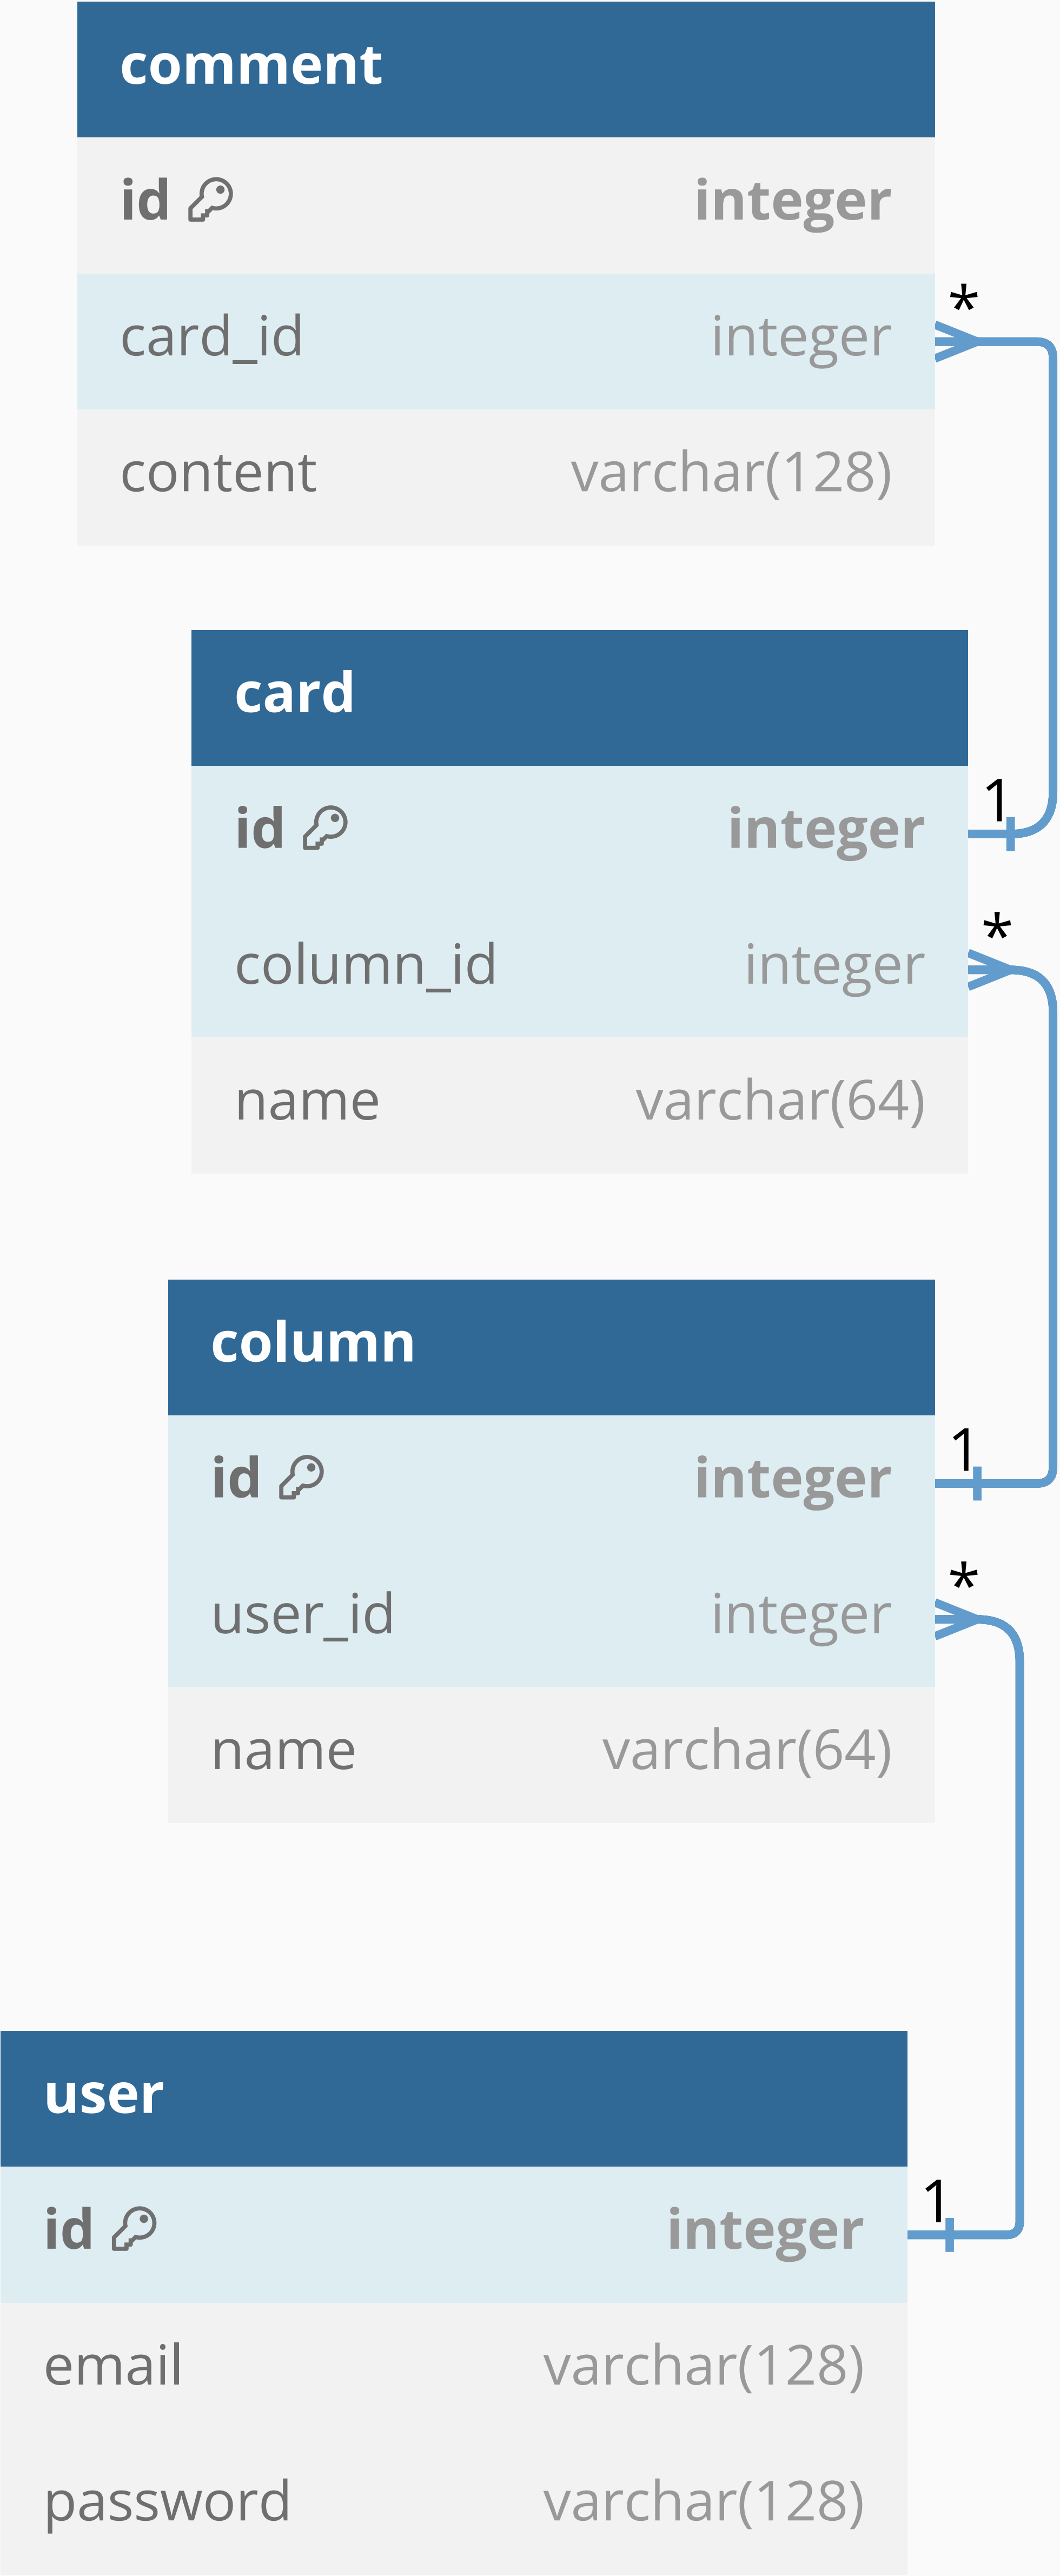 comment
id integer
*
card_id integer
content varchar(128)
card
1
id integer
*
column_id integer
name varchar(64)
column
1
id integer
*
user_id integer
name varchar(64)
user
1
id integer
email varchar(128)
password varchar(128)